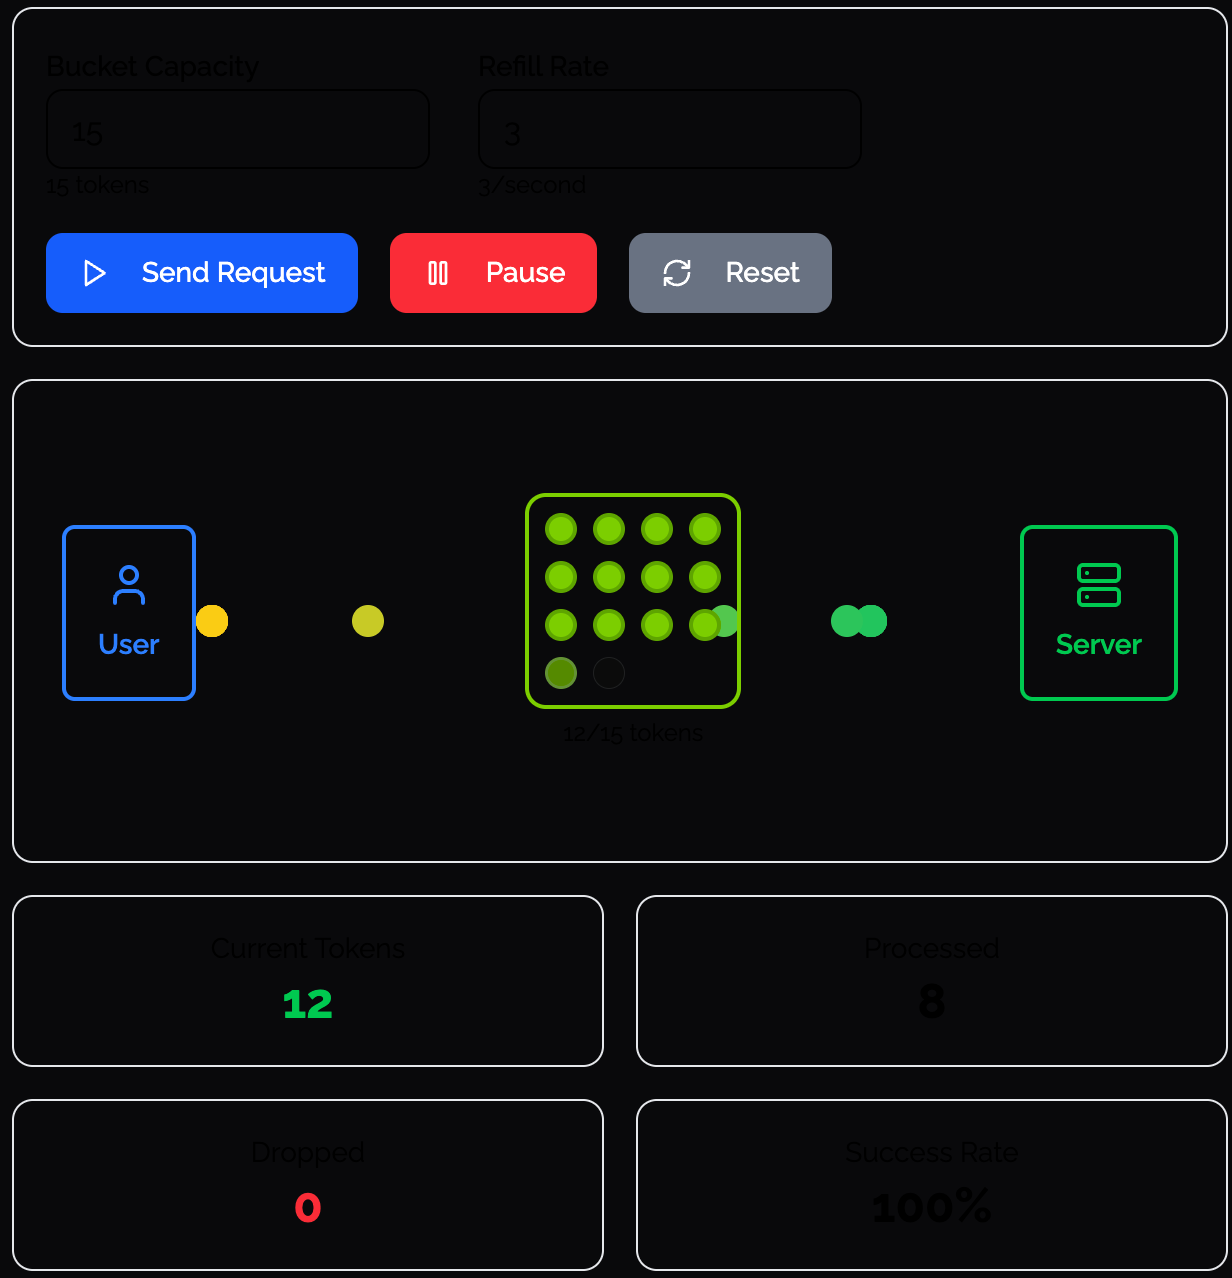 Bucket Capacity
Refill Rate
15
3
15 tokens
3/second
Send Request
Pause
Reset
User
Server
12/15 tokens
Current Tokens
12
Processed
8
Dropped
0
Success Rate
100%